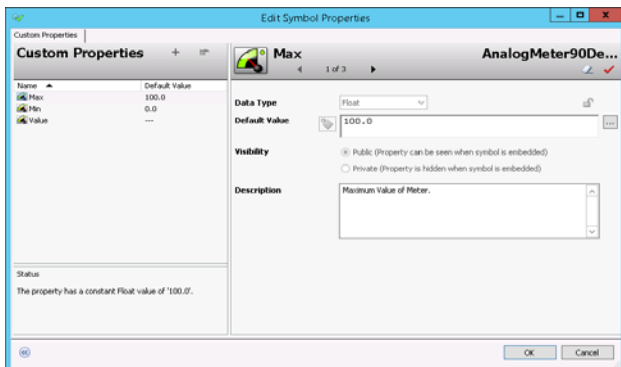 Edit Symbol Properties
Custom Properties
Custom Properties
Max
AnalogMeter90De...
1 of 3
Name
Default Value
Max
100.0
Min
0.0
Value
---
Data Type
Float
Default Value
100.0
...
Visibility
Public (Property can be seen when symbol is embedded)
Private (Property is hidden when symbol is embedded)
Description
Maximum Value of Meter.
Status
The property has a constant Float value of '100.0'.
OK
Cancel